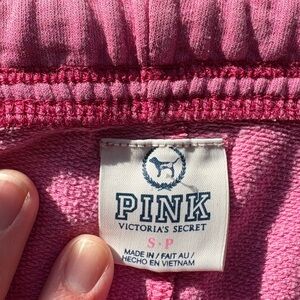 PINK
VICTORIA'S SECRET
S·P
MADE IN / FAIT AU /
HECHO EN VIETNAM